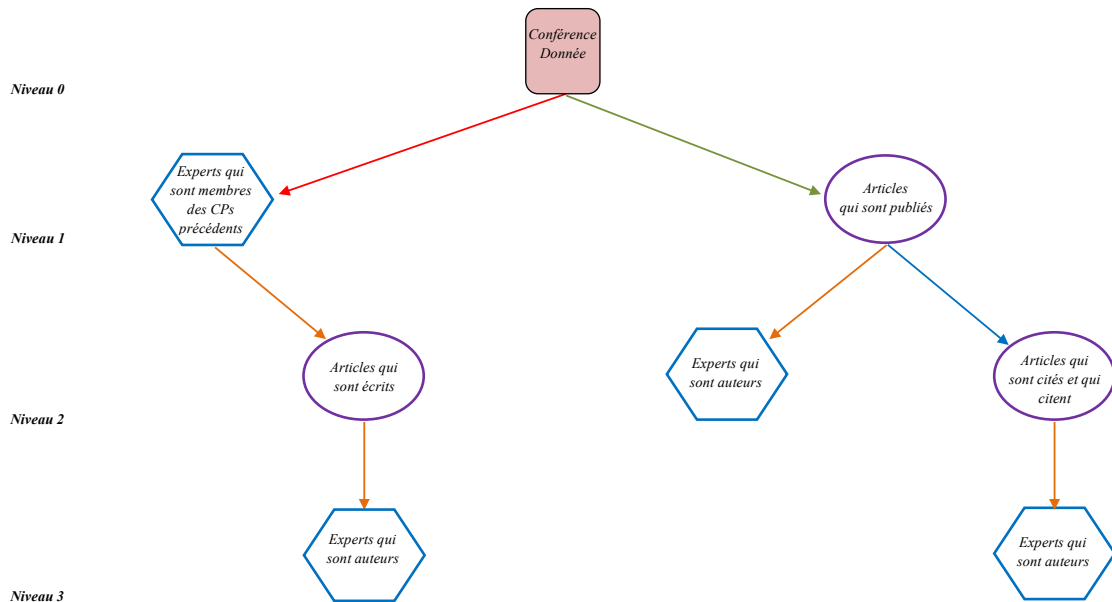 Conférence
Donnée
Niveau 0
Experts qui
sont membres
des CPs
précédents
Articles
qui sont publiés
Niveau 1
Articles qui
sont écrits
Experts qui
sont auteurs
Articles qui
sont cités et qui
citent
Niveau 2
Experts qui
sont auteurs
Experts qui
sont auteurs
Niveau 3